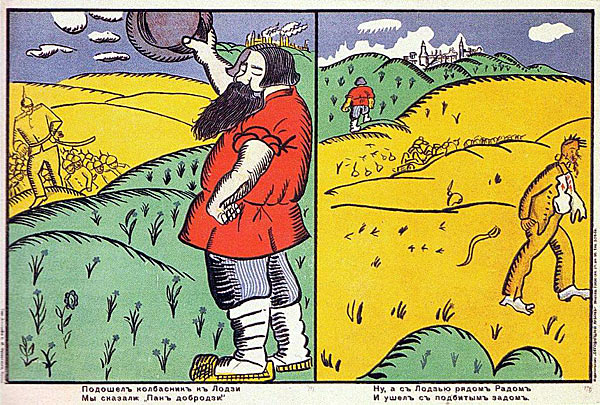 Подошелъ колбасникъ къ Лодзи
Мы сказали „Панъ добродзи“
Ну, а съ Лодзью рядомъ Радомъ
И ушелъ съ подбитымъ задомъ.